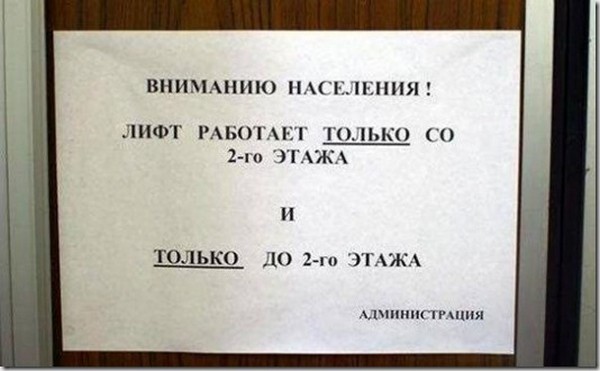 ВНИМАНИЮ НАСЕЛЕНИЯ !
ЛИФТ РАБОТАЕТ ТОЛЬКО СО
2-го ЭТАЖА
И
ТОЛЬКО ДО 2-го ЭТАЖА
АДМИНИСТРАЦИЯ